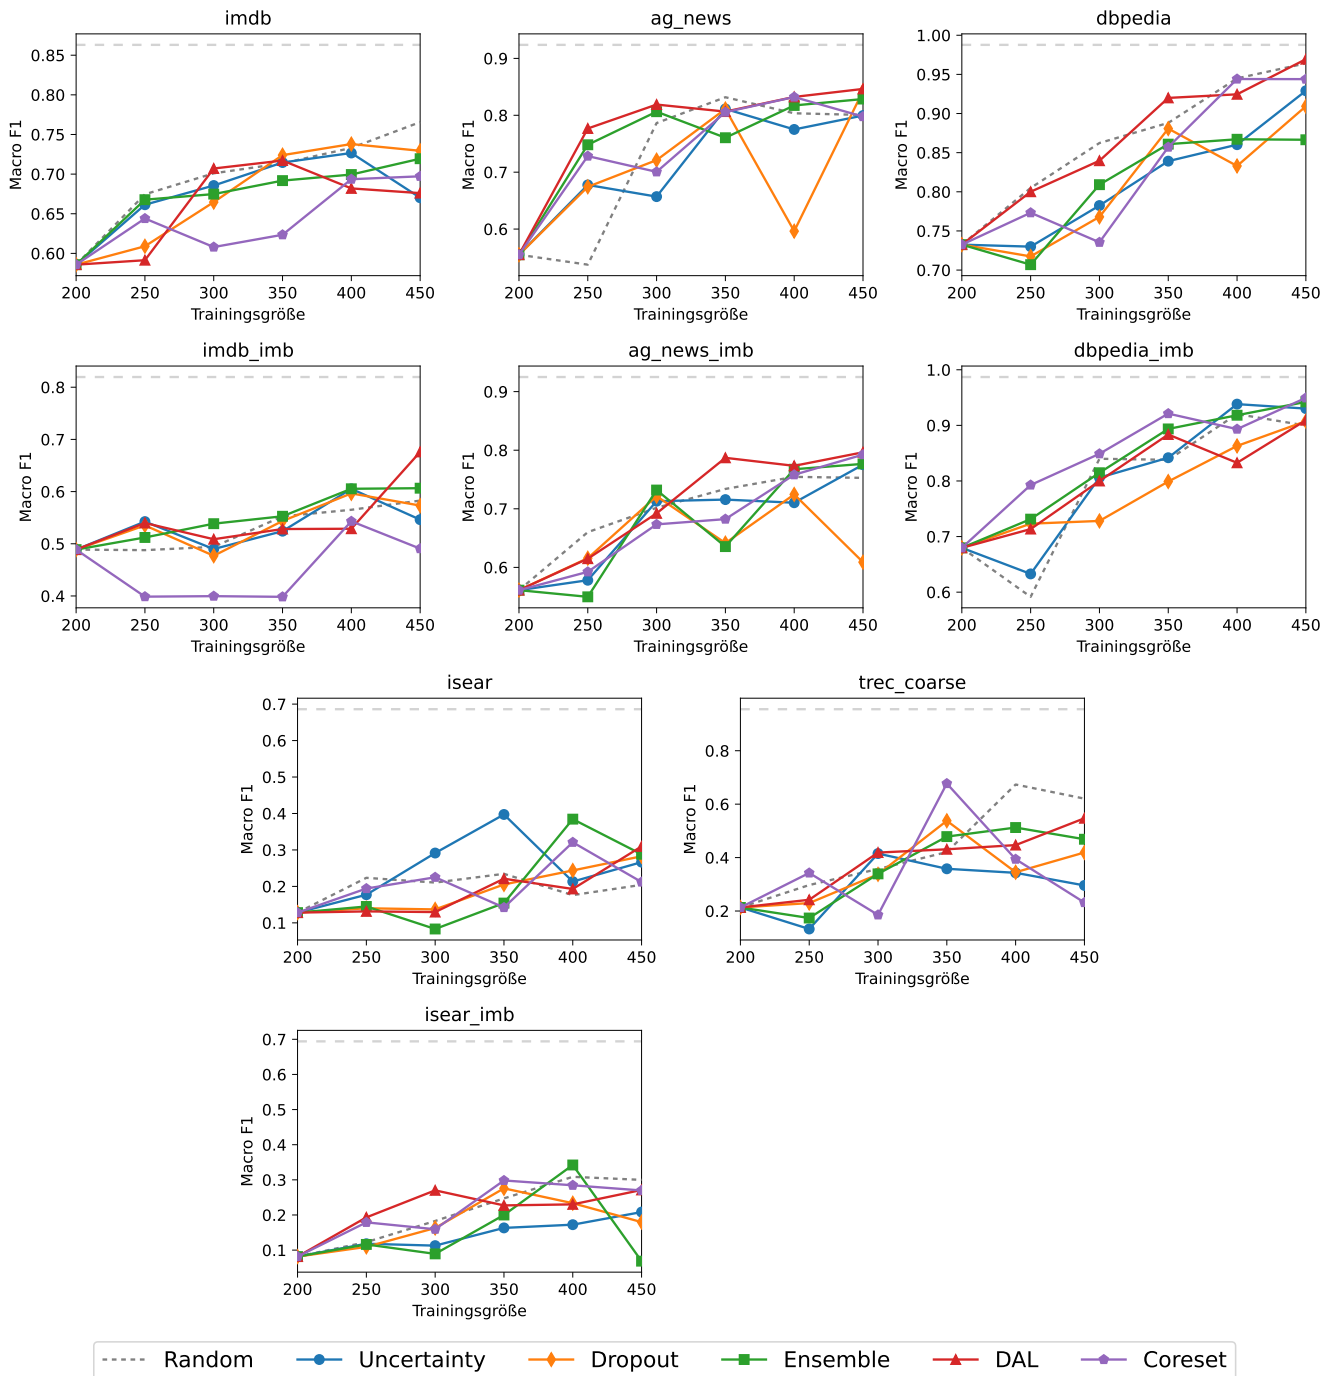 imdb
ag_news
dbpedia
Macro F1
0.85
0.80
0.75
0.70
0.65
0.60
200 250 300 350 400 450
Trainingsgröße
Macro F1
0.9
0.8
0.7
0.6
200 250 300 350 400 450
Trainingsgröße
Macro F1
1.00
0.95
0.90
0.85
0.80
0.75
0.70
200 250 300 350 400 450
Trainingsgröße
imdb_imb
ag_news_imb
dbpedia_imb
Macro F1
0.8
0.7
0.6
0.5
0.4
200 250 300 350 400 450
Trainingsgröße
Macro F1
0.9
0.8
0.7
0.6
200 250 300 350 400 450
Trainingsgröße
Macro F1
1.0
0.9
0.8
0.7
0.6
200 250 300 350 400 450
Trainingsgröße
isear
trec_coarse
Macro F1
0.7
0.6
0.5
0.4
0.3
0.2
0.1
200 250 300 350 400 450
Trainingsgröße
Macro F1
0.8
0.6
0.4
0.2
200 250 300 350 400 450
Trainingsgröße
isear_imb
Macro F1
0.7
0.6
0.5
0.4
0.3
0.2
0.1
200 250 300 350 400 450
Trainingsgröße
Random Uncertainty Dropout Ensemble DAL Coreset